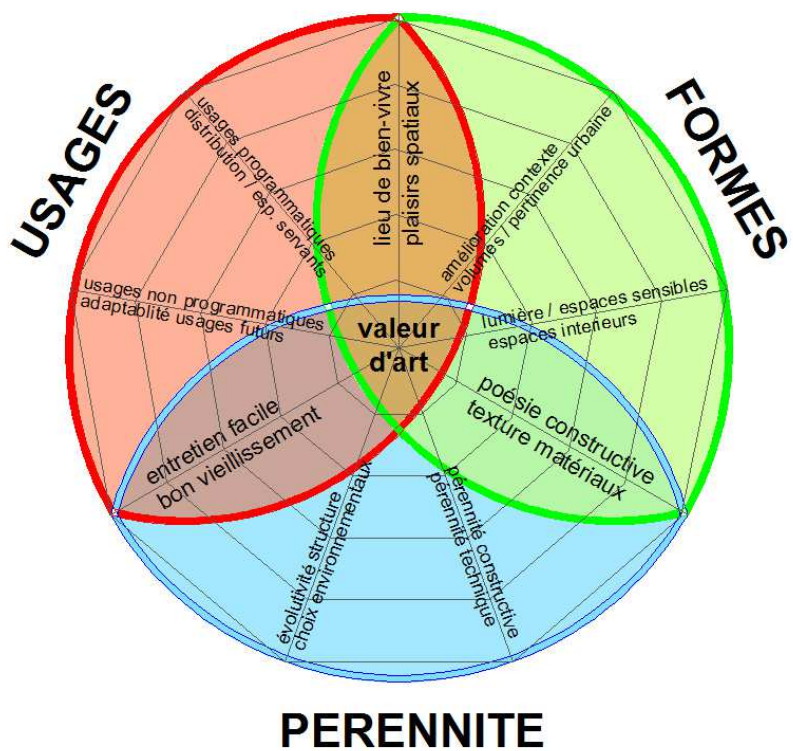 USAGES
FORMES
usages programmatiques
distribution / esp. servants
lieu de bien-vivre
plaisirs spatiaux
amélioration contexte
volumes / pertinence urbaine
usages non programmatiques
adaptablité usages futurs
valeur
d'art
lumière / espaces sensibles
espaces interieurs
entretien facile
bon vieillissement
poésie constructive
texture matériaux
évolutivité structure
choix environnementaux
pérennité constructive
pérennité technique
PERENNITE